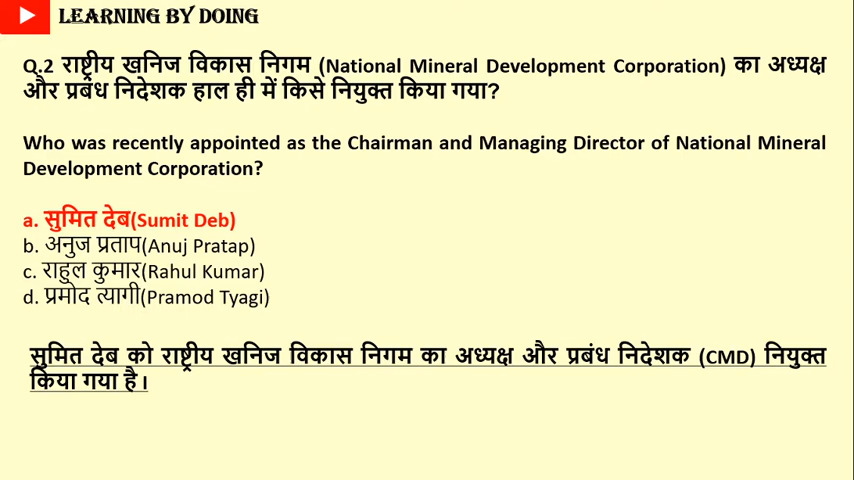 LEARNING BY DOING
Q.2 राष्ट्रीय खनिज विकास निगम (National Mineral Development Corporation) का अध्यक्ष
और प्रबंध निदेशक हाल ही में किसे नियुक्त किया गया?
Who was recently appointed as the Chairman and Managing Director of National Mineral
Development Corporation?
a. सुमित देब(Sumit Deb)
b. अनुज प्रताप(Anuj Pratap)
c. राहुल कुमार(Rahul Kumar)
d. प्रमोद त्यागी(Pramod Tyagi)
सुमित देब को राष्ट्रीय खनिज विकास निगम का अध्यक्ष और प्रबंध निदेशक (CMD) नियुक्त
किया गया है।